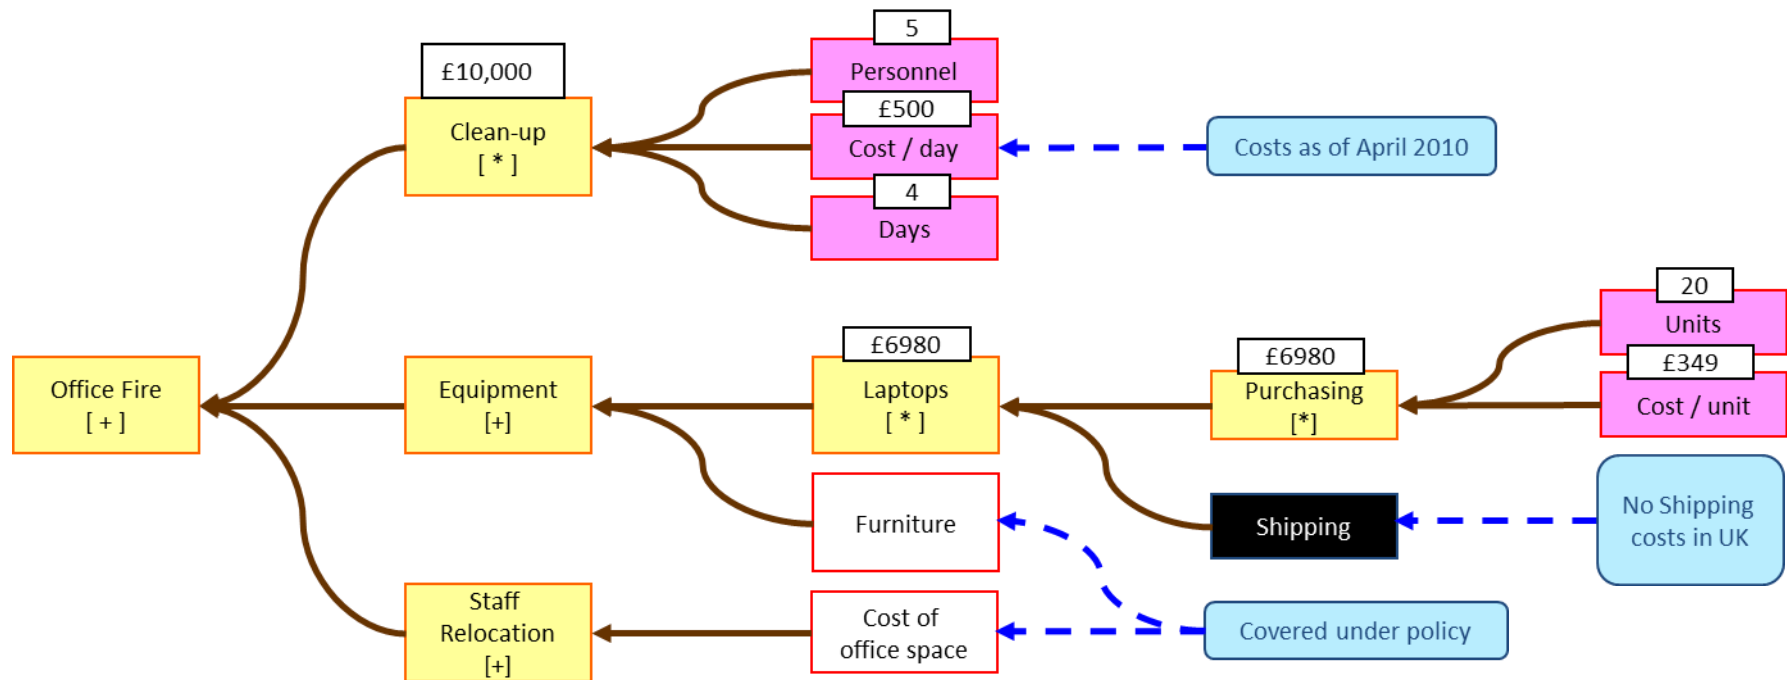 5
Personnel
£10,000
Clean-up
[ * ]
£500
Cost / day
Costs as of April 2010
4
Days
20
Units
£6980
£6980
£349
Office Fire
[ + ]
Equipment
[+]
Laptops
[ * ]
Purchasing
[*]
Cost / unit
Furniture
Shipping
No Shipping
costs in UK
Staff
Relocation
[+]
Cost of
office space
Covered under policy